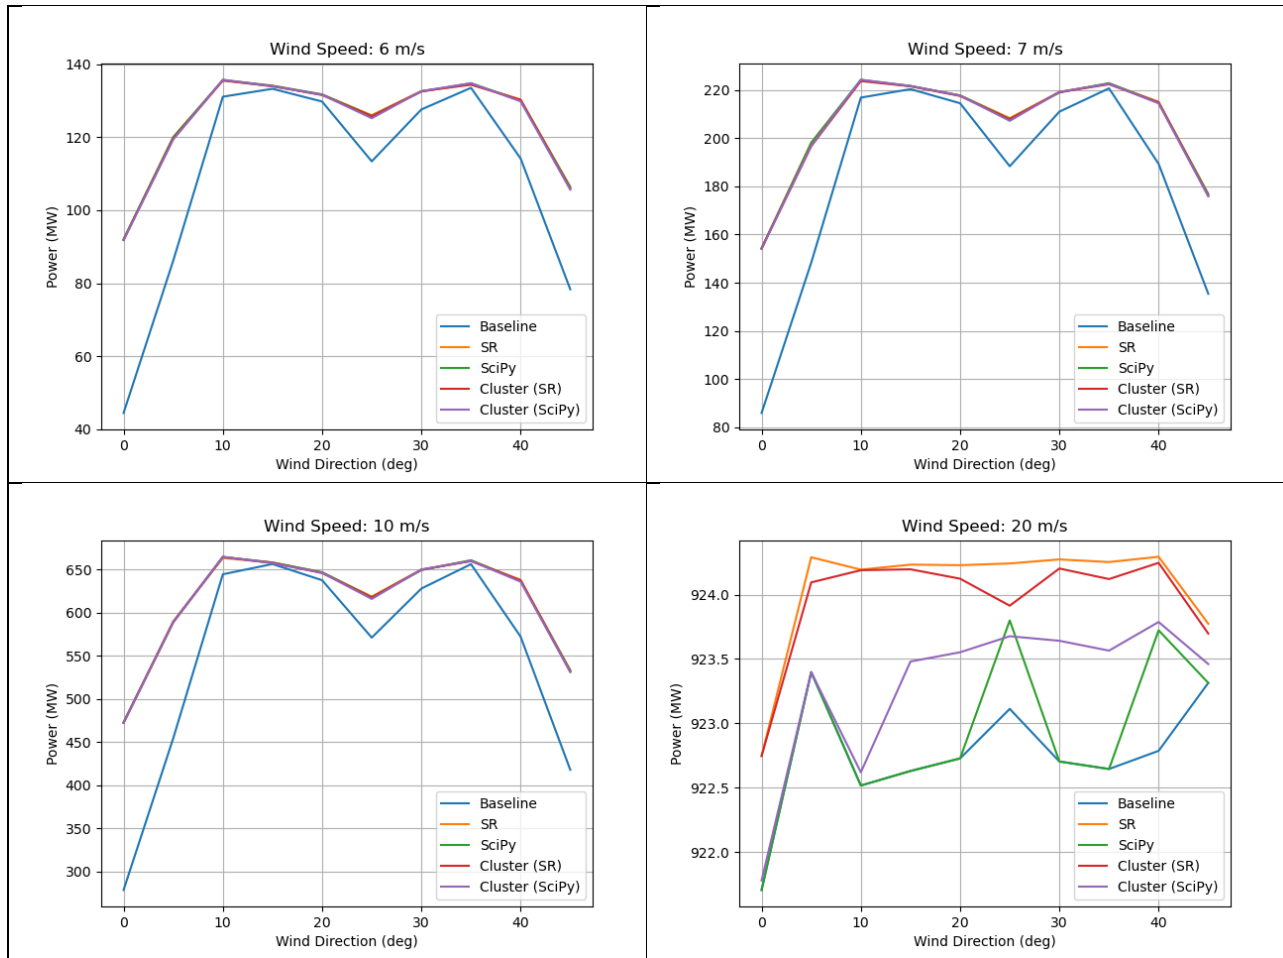 Wind Speed: 6 m/s
140
120
100
80
60
40
Power (MW)
0 10 20 30 40
Wind Direction (deg)
Baseline
SR
SciPy
Cluster (SR)
Cluster (SciPy)
Wind Speed: 7 m/s
220
200
180
160
140
120
100
80
Power (MW)
0 10 20 30 40
Wind Direction (deg)
Baseline
SR
SciPy
Cluster (SR)
Cluster (SciPy)
Wind Speed: 10 m/s
650
600
550
500
450
400
350
300
Power (MW)
0 10 20 30 40
Wind Direction (deg)
Baseline
SR
SciPy
Cluster (SR)
Cluster (SciPy)
Wind Speed: 20 m/s
924.0
923.5
923.0
922.5
922.0
Power (MW)
0 10 20 30 40
Wind Direction (deg)
Baseline
SR
SciPy
Cluster (SR)
Cluster (SciPy)